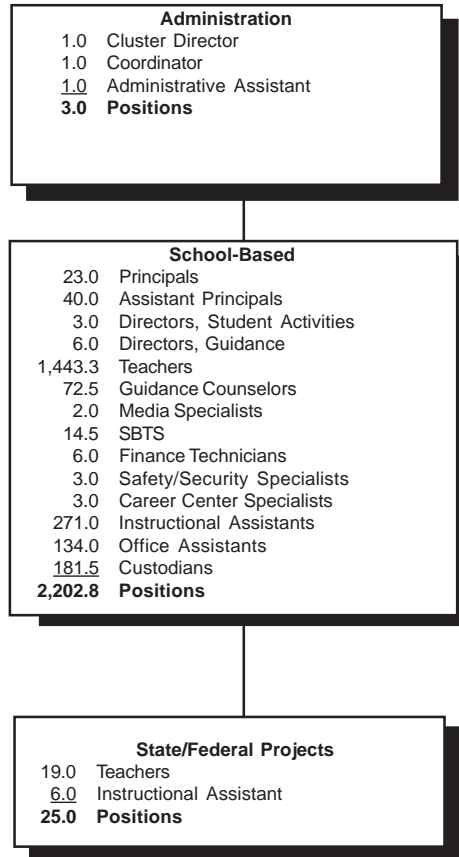 Administration
1.0 Cluster Director
1.0 Coordinator
1.0 Administrative Assistant
3.0 Positions
School-Based
23.0 Principals
40.0 Assistant Principals
3.0 Directors, Student Activities
6.0 Directors, Guidance
1,443.3 Teachers
72.5 Guidance Counselors
2.0 Media Specialists
14.5 SBTS
6.0 Finance Technicians
3.0 Safety/Security Specialists
3.0 Career Center Specialists
271.0 Instructional Assistants
134.0 Office Assistants
181.5 Custodians
2,202.8 Positions
State/Federal Projects
19.0 Teachers
6.0 Instructional Assistant
25.0 Positions